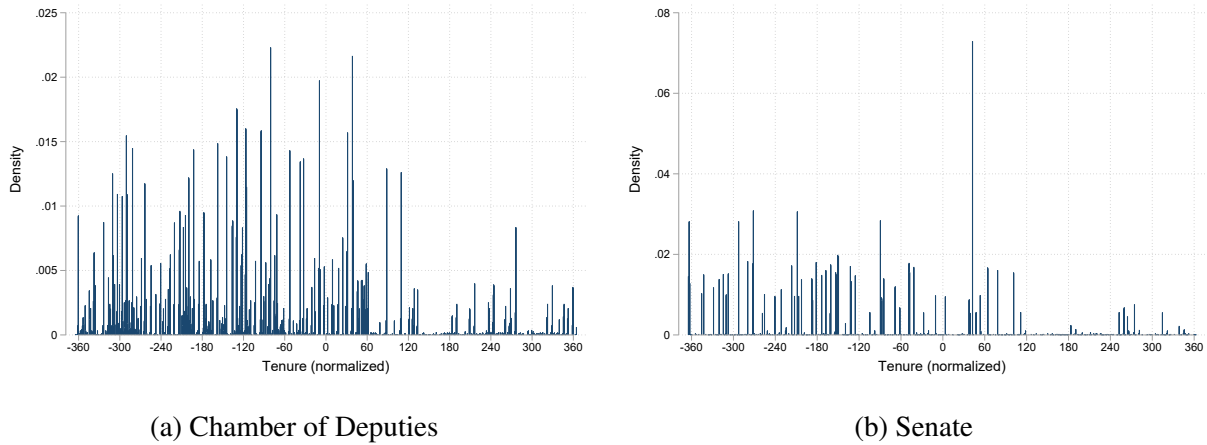 .025
.02
.015
.01
.005
0
Density
-360 -300 -240 -180 -120 -60 0 60 120 180 240 300 360
Tenure (normalized)
(a) Chamber of Deputies
.08
.06
.04
.02
0
Density
-360 -300 -240 -180 -120 -60 0 60 120 180 240 300 360
Tenure (normalized)
(b) Senate